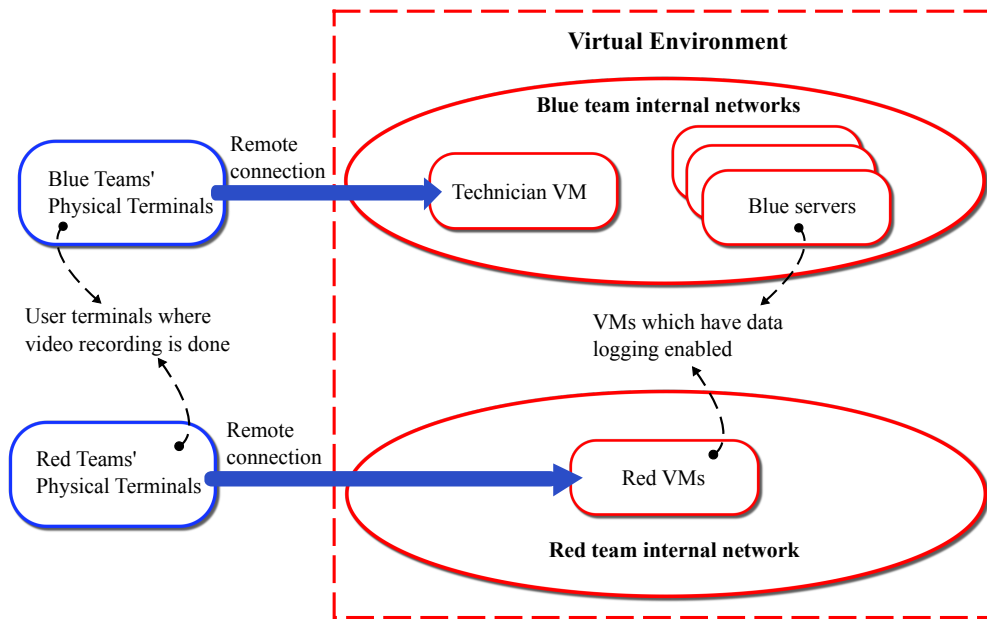 Virtual Environment
Blue team internal networks
Remote
connection
Blue Teams'
Physical Terminals
Technician VM
Blue servers
User terminals where
video recording is done
VMs which have data
logging enabled
Remote
connection
Red Teams'
Physical Terminals
Red VMs
Red team internal network